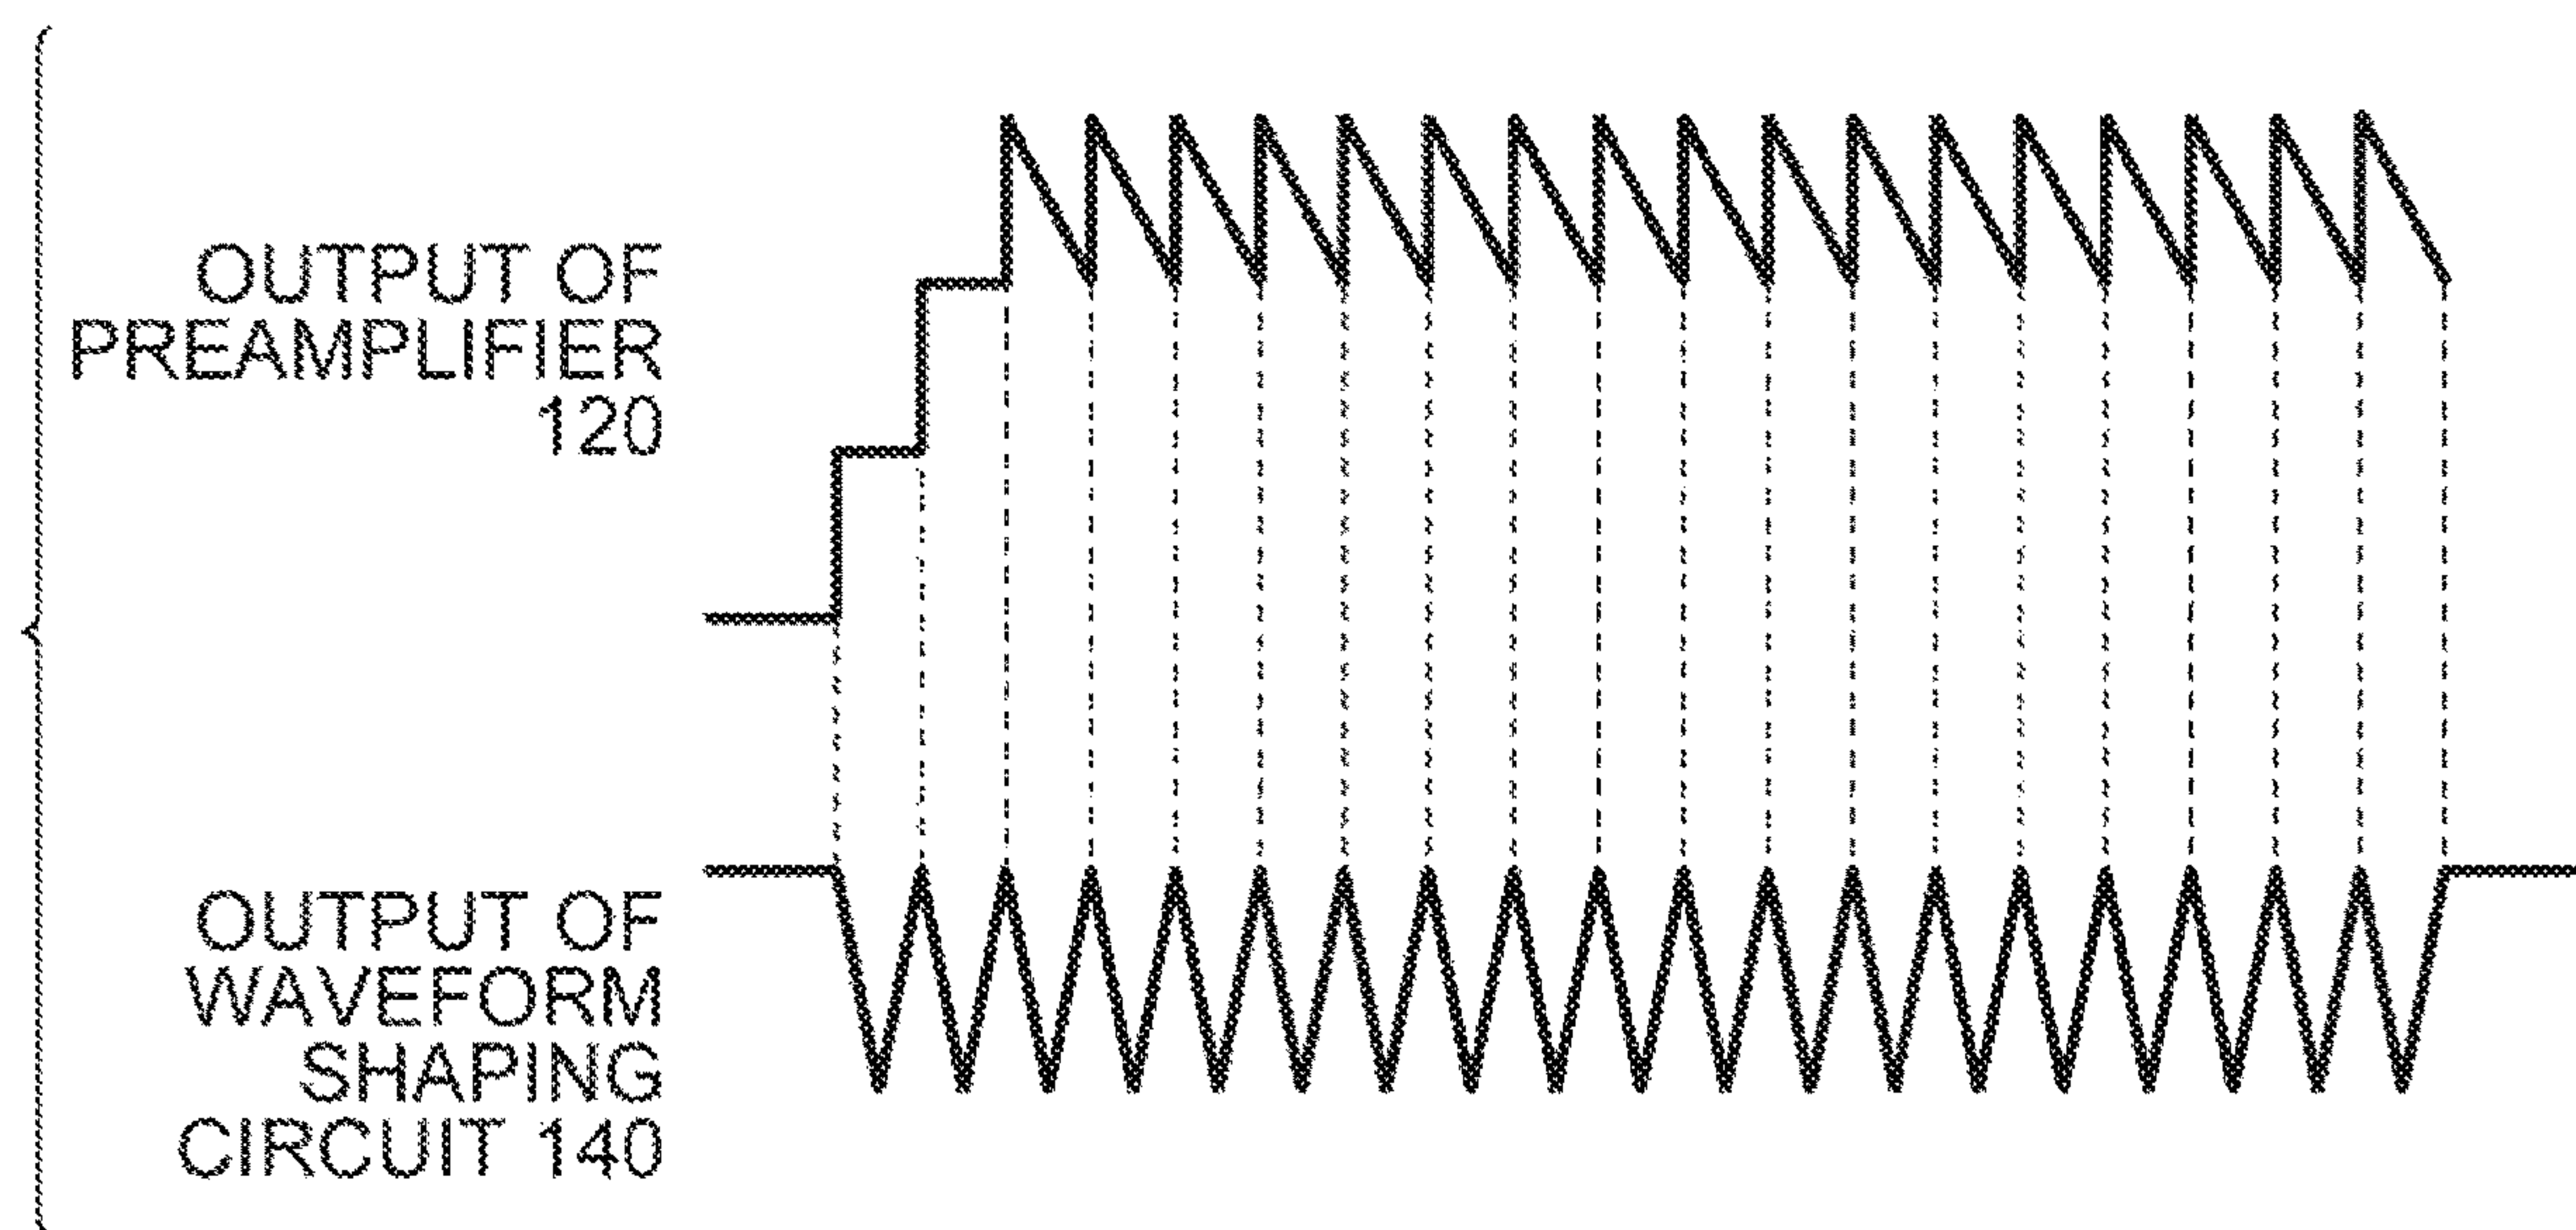 OUTPUT OF
PREAMPLIFIER
120
OUTPUT OF
WAVEFORM
SHAPING
CIRCUIT 140